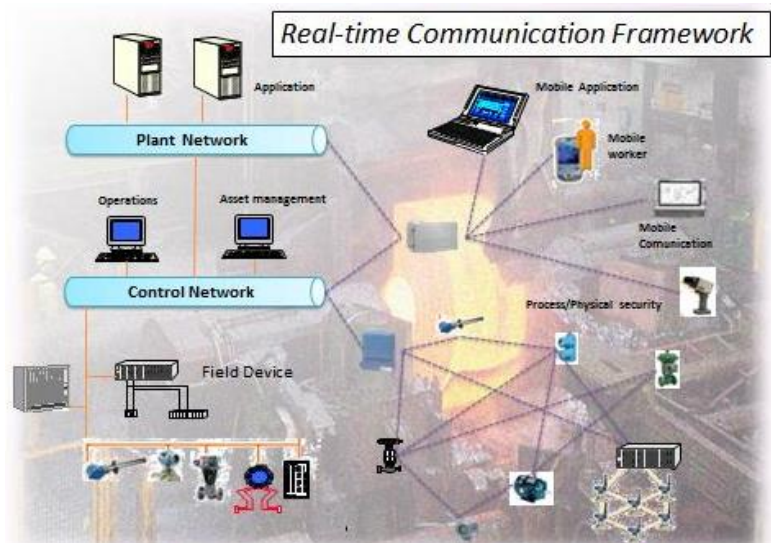 Real-time Communication Framework
Application
Mobile Application
Plant Network
Mobile
worker
Operations
Asset management
Mobile
Comunication
Control Network
Process/Physical security
Field Device